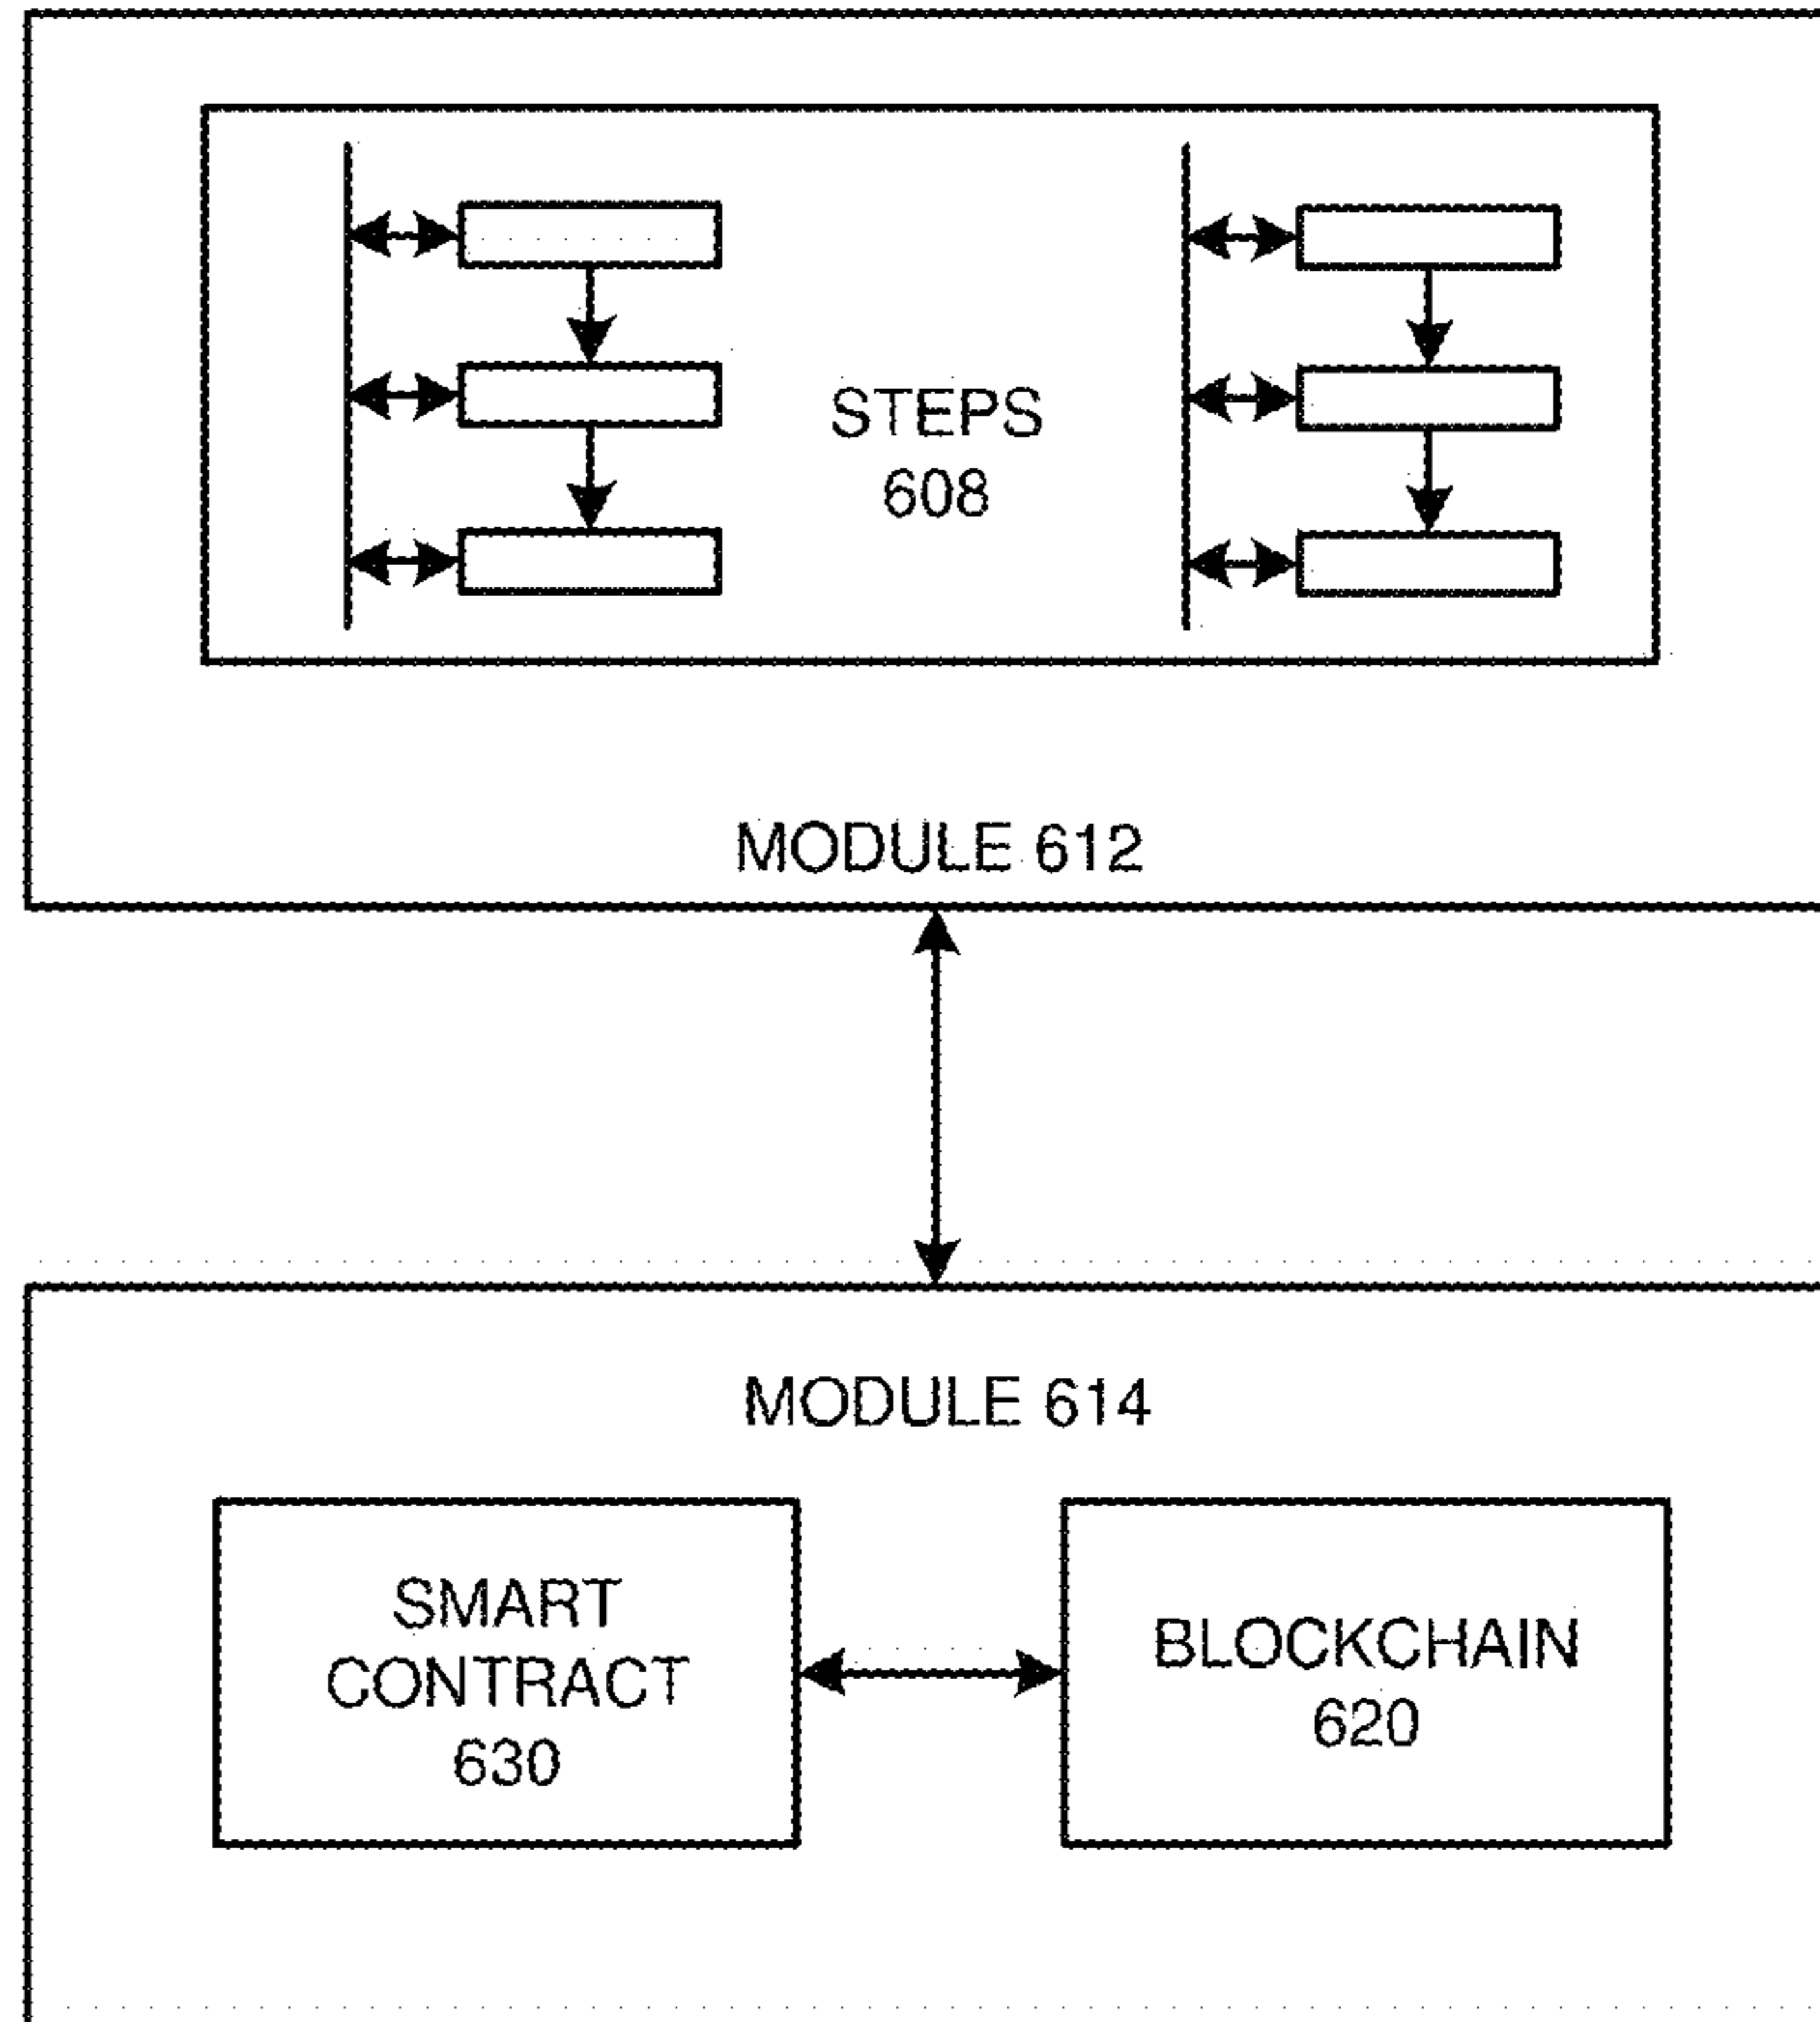 STEPS
608
MODULE 612
MODULE 614
SMART
CONTRACT
630
BLOCKCHAIN
620